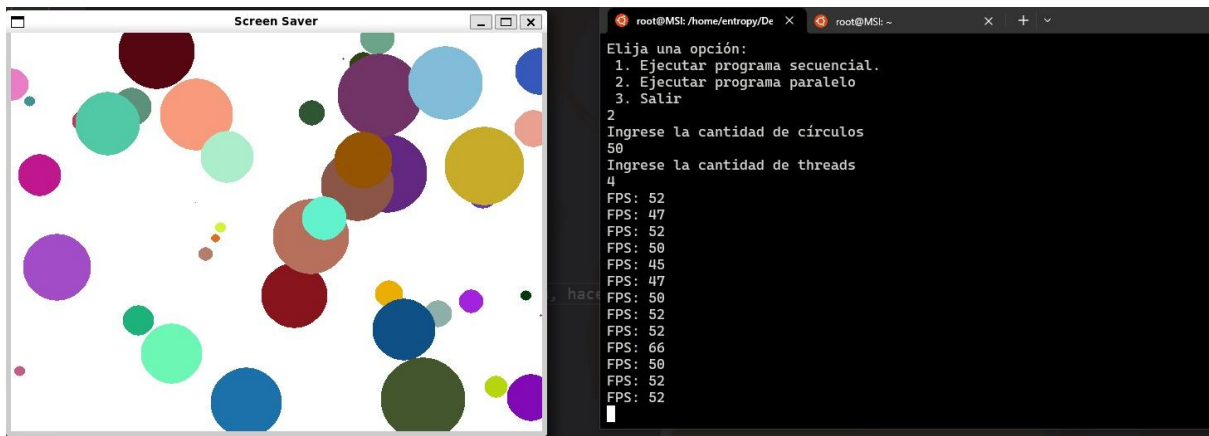 Screen Saver
root@MSI: /home/entropy/De
root@MSI: ~
Elija una opción:
1. Ejecutar programa secuencial.
2. Ejecutar programa paralelo
3. Salir
2
Ingrese la cantidad de círculos
50
Ingrese la cantidad de threads
4
FPS: 52
FPS: 47
FPS: 52
FPS: 50
FPS: 45
FPS: 47
FPS: 50
FPS: 52
FPS: 52
FPS: 66
FPS: 50
FPS: 52
FPS: 52
, hace